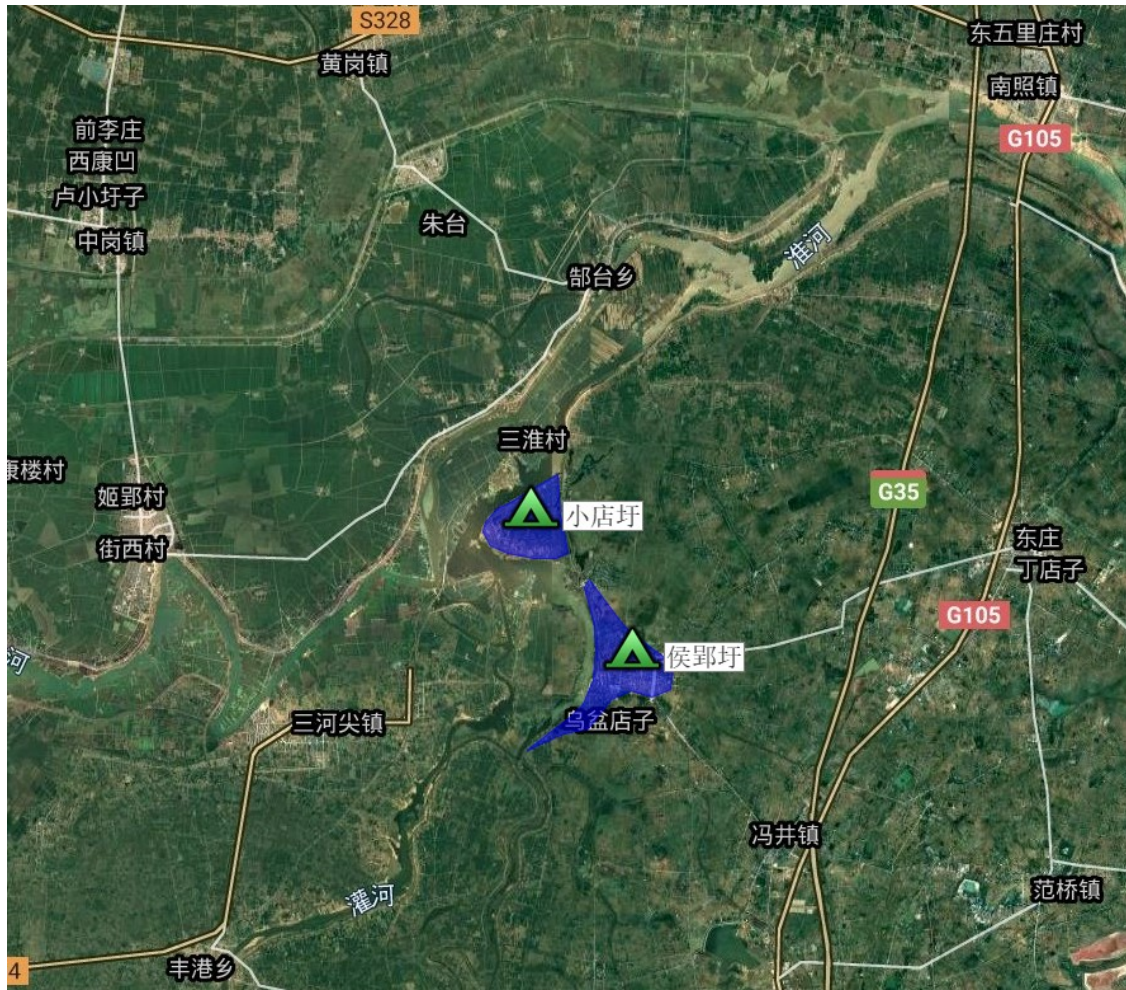 S328
东五里庄村
黄岗镇
南照镇
前李庄
G105
西康凹
卢小圩子
朱台
中岗镇
淮河
郜台乡
三淮村
康楼村
G35
姬郢村
小店圩
东庄
街西村
丁店子
G105
河
侯郢圩
三河尖镇
乌盆店子
冯井镇
范桥镇
灌河
丰港乡
4